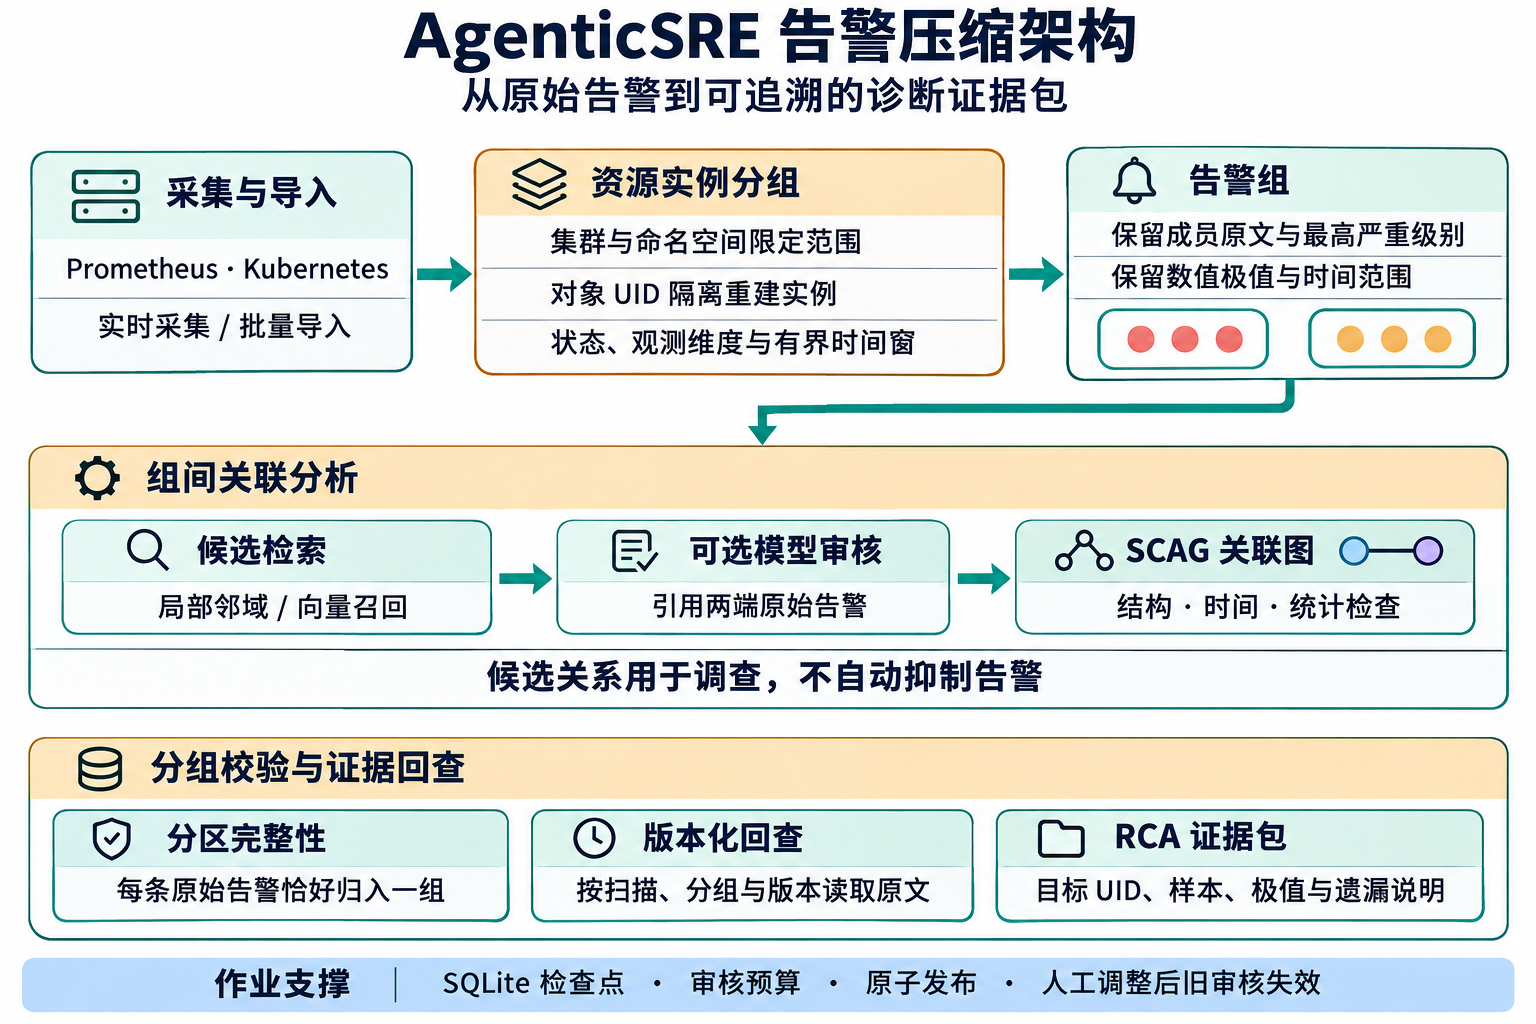 AgenticSRE 告警压缩架构
从原始告警到可追溯的诊断证据包
采集与导入
Prometheus · Kubernetes
实时采集 / 批量导入
资源实例分组
集群与命名空间限定范围
对象 UID 隔离重建实例
状态、观测维度与有界时间窗
告警组
保留成员原文与最高严重级别
保留数值极值与时间范围
组间关联分析
候选检索
局部邻域 / 向量召回
可选模型审核
引用两端原始告警
SCAG 关联图
结构 · 时间 · 统计检查
候选关系用于调查，不自动抑制告警
分组校验与证据回查
分区完整性
每条原始告警恰好归入一组
版本化回查
按扫描、分组与版本读取原文
RCA 证据包
目标 UID、样本、极值与遗漏说明
作业支撑 | SQLite 检查点 • 审核预算 • 原子发布 • 人工调整后旧审核失效